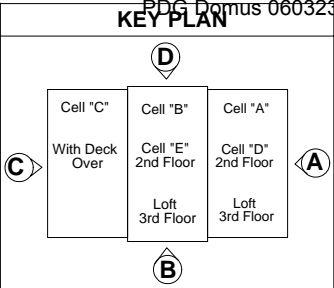 PDG Domus 060323
KEY PLAN
D
Cell "C"
With Deck
Over
Cell "B"
Cell "E"
2nd Floor
Loft
3rd Floor
Cell "A"
Cell "D"
2nd Floor
Loft
3rd Floor
C
A
B